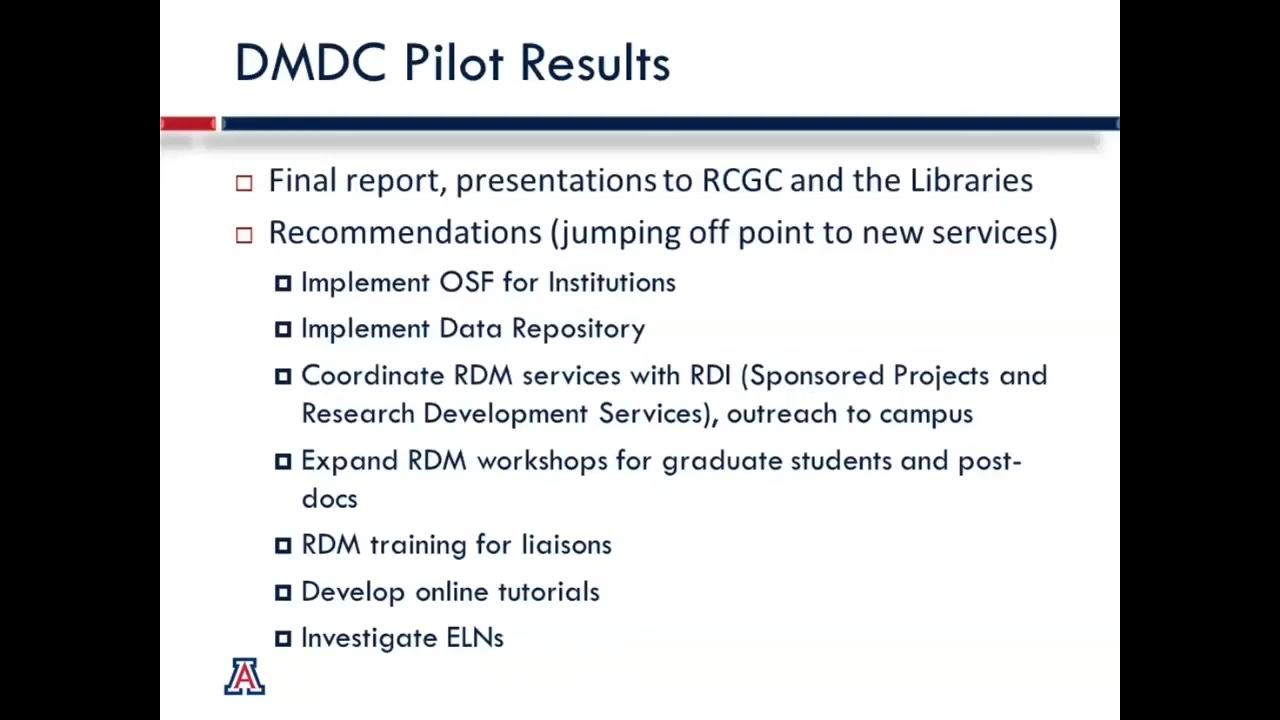 DMDC Pilot Results
Final report, presentations to RCGC and the Libraries
Recommendations (jumping off point to new services)
Implement OSF for Institutions
Implement Data Repository
Coordinate RDM services with RDI (Sponsored Projects and
Research Development Services), outreach to campus
Expand RDM workshops for graduate students and post-
docs
RDM training for liaisons
Develop online tutorials
Investigate ELNs
A